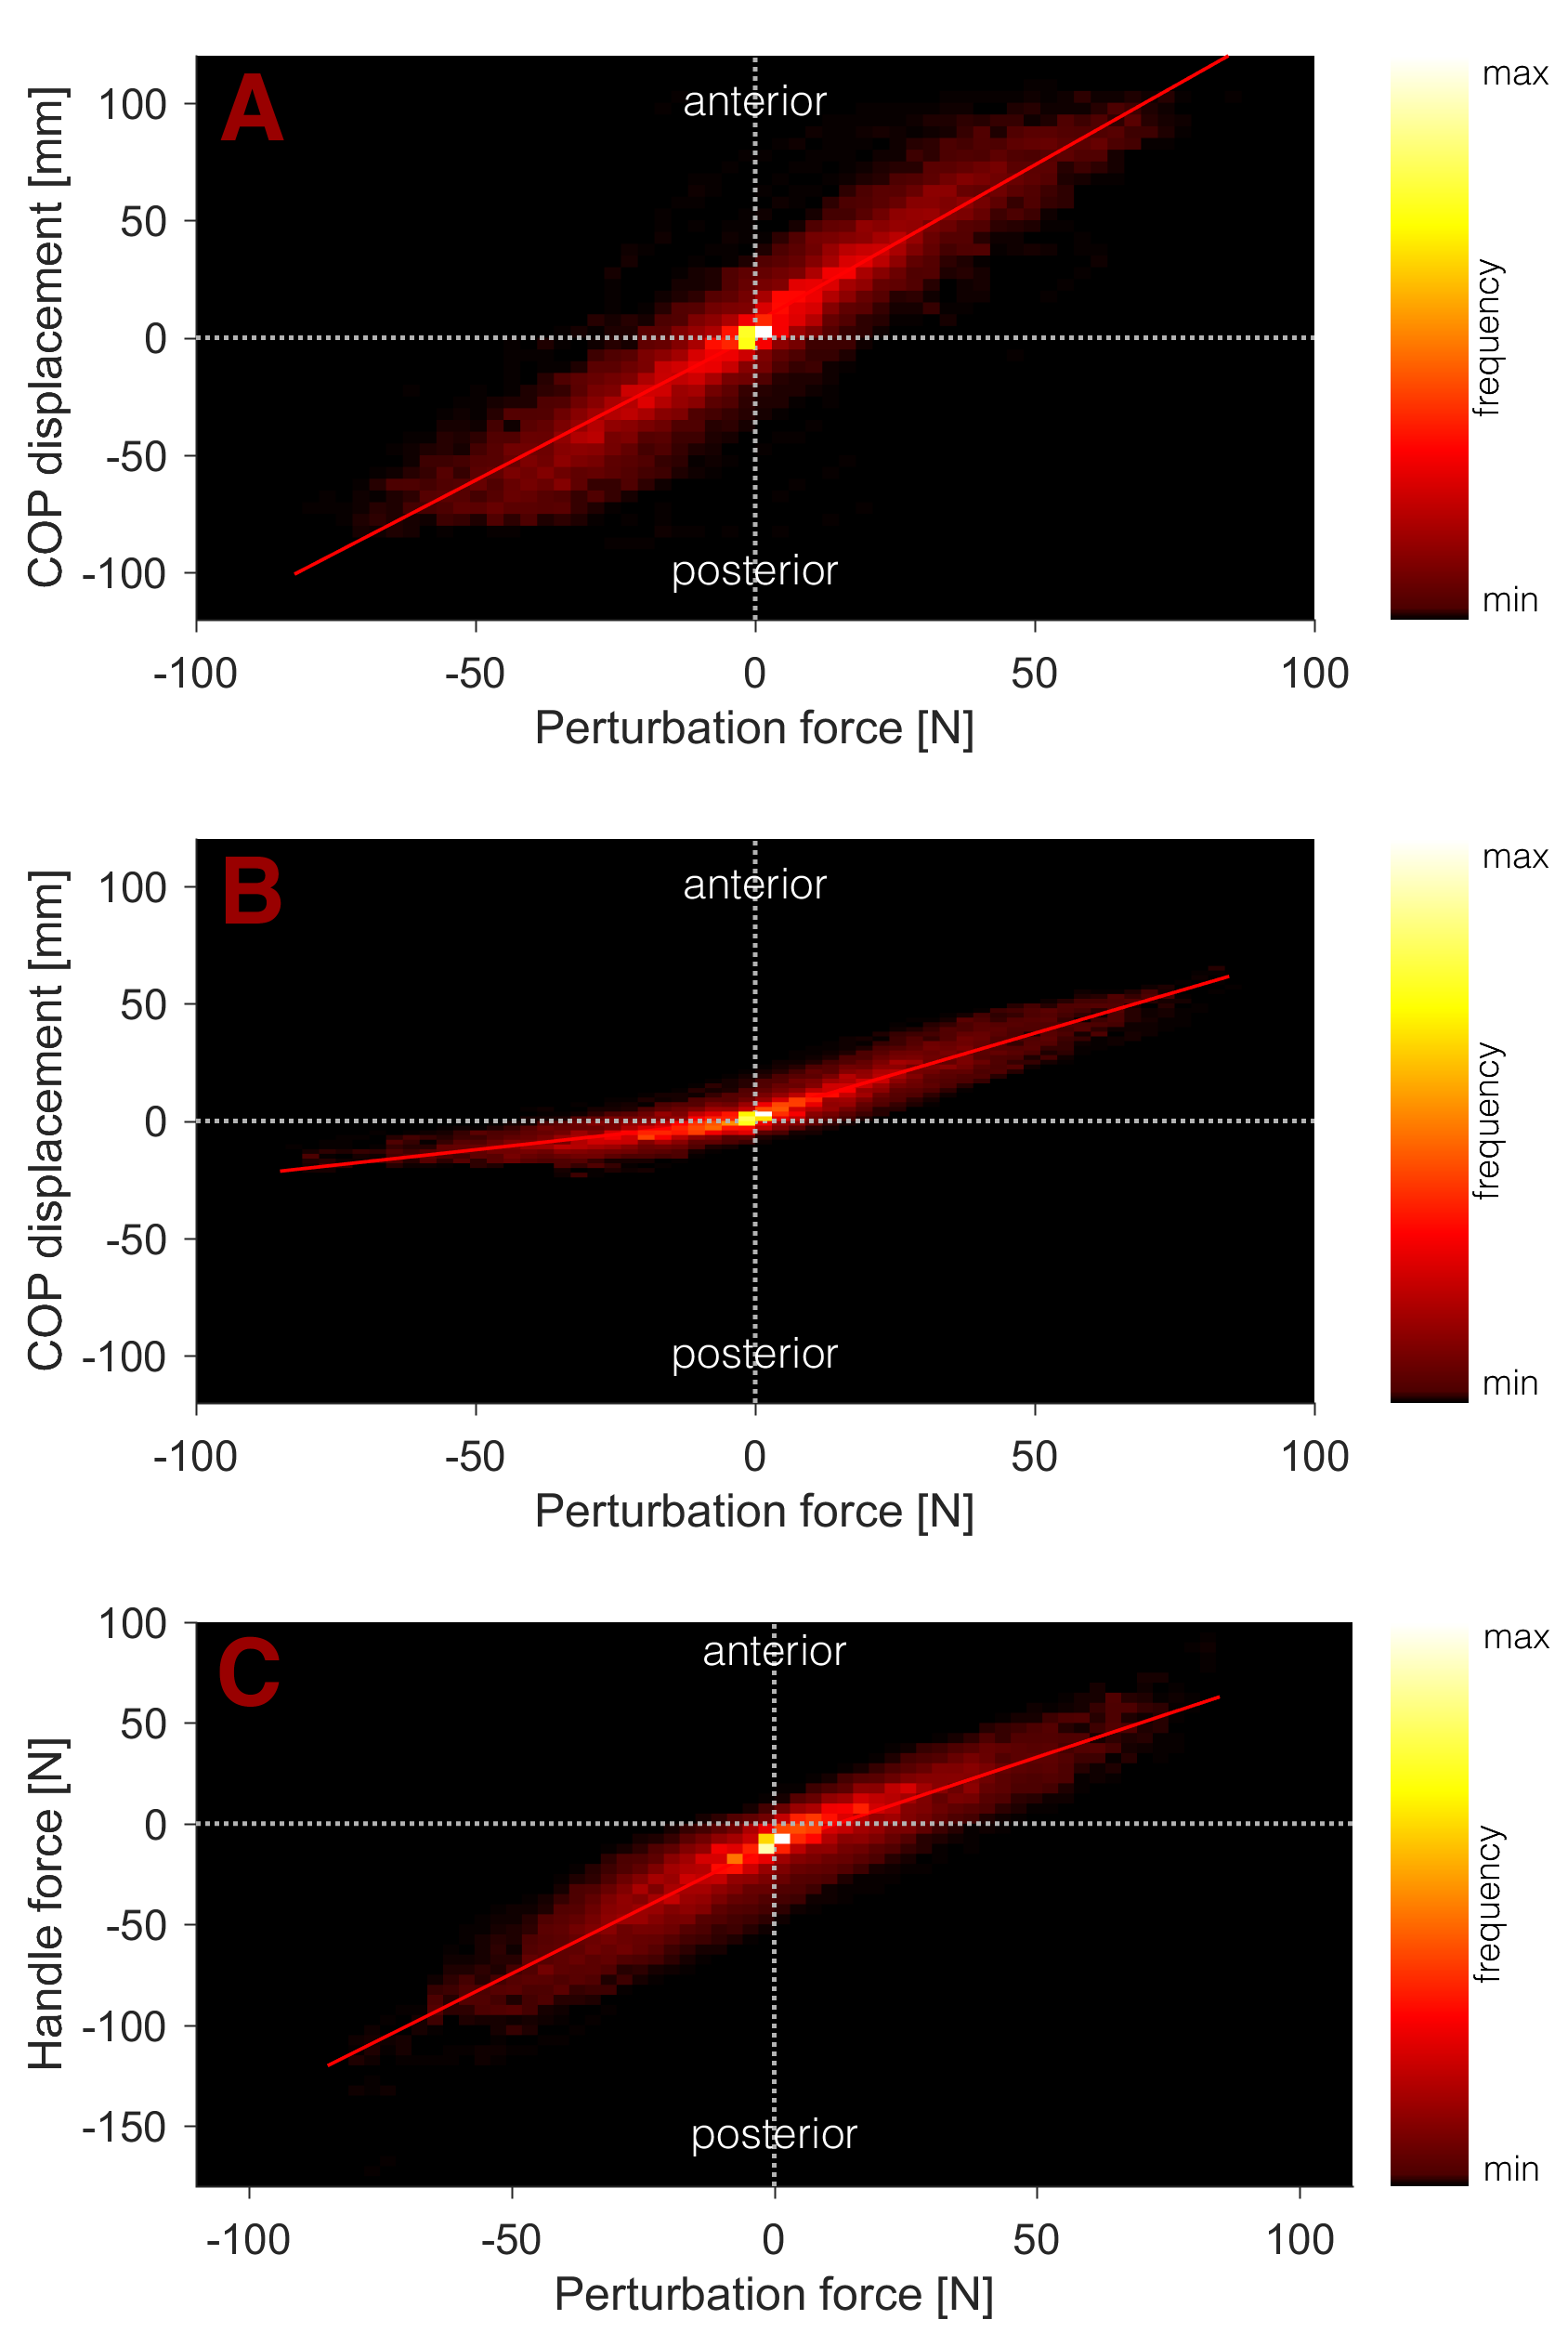 A
anterior
posterior
100
50
0
-50
-100
COP displacement [mm]
-100
-50
0
50
100
Perturbation force [N]
max
frequency
min
B
anterior
posterior
100
50
0
-50
-100
COP displacement [mm]
-100
-50
0
50
100
Perturbation force [N]
max
frequency
min
C
anterior
posterior
100
50
0
-50
-100
-150
Handle force [N]
-100
-50
0
50
100
Perturbation force [N]
max
frequency
min